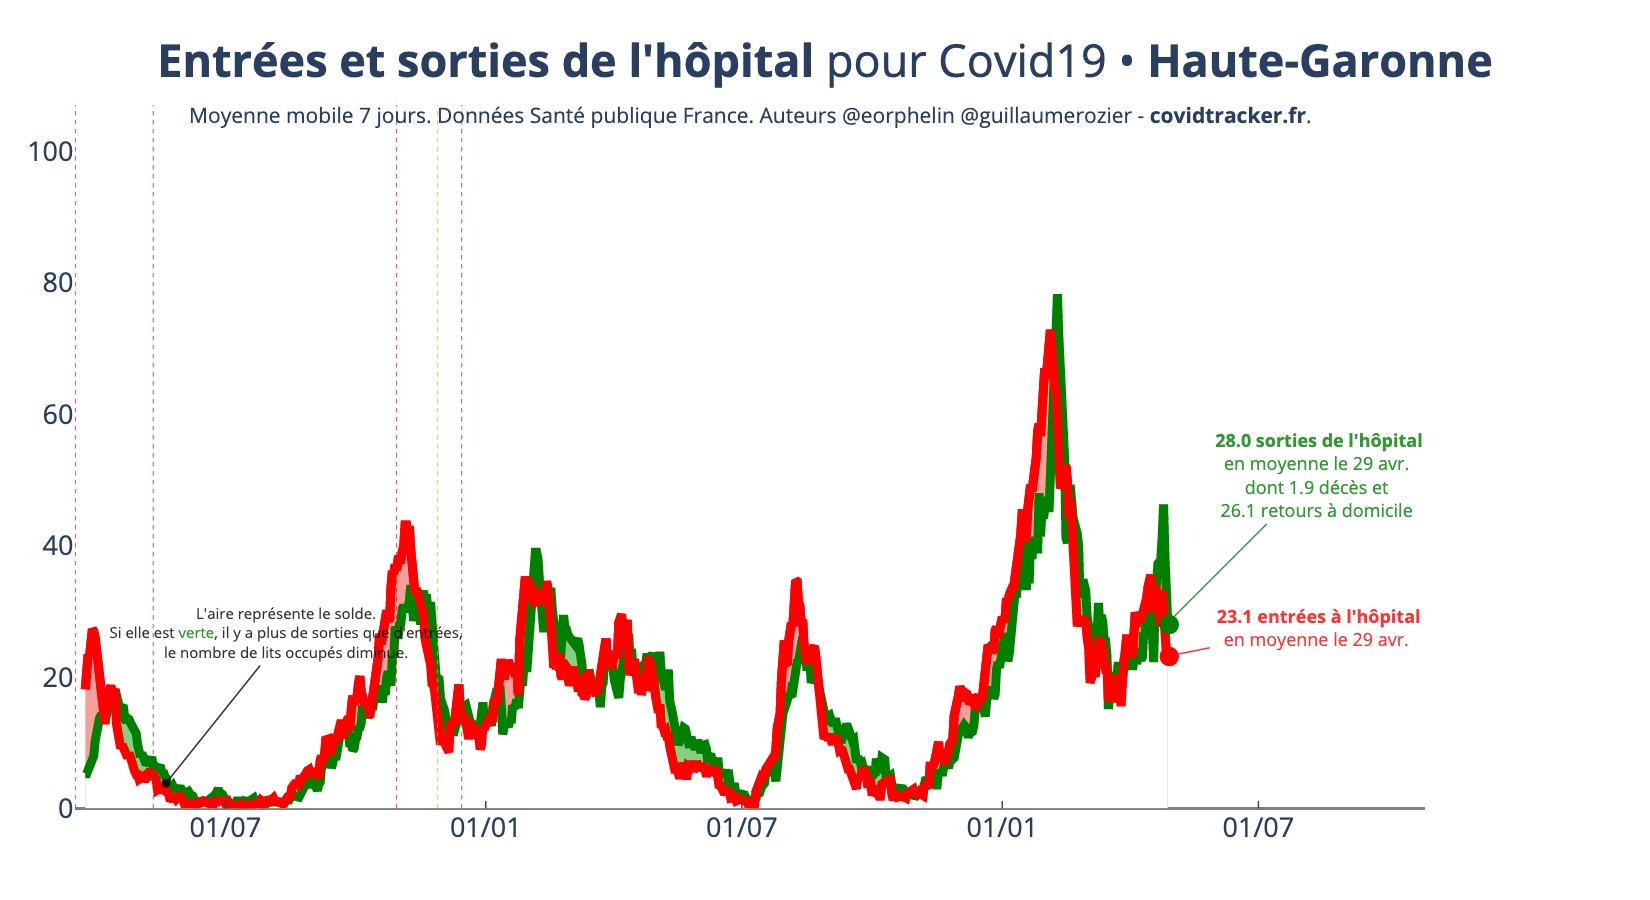 Entrées et sorties de l'hôpital pour Covid19 • Haute-Garonne
Moyenne mobile 7 jours. Données Santé publique France. Auteurs @eorphelin @guillaumerozier - covidtracker.fr.
100
80
60
40
20
0
28.0 sorties de l'hôpital
en moyenne le 29 avr.
dont 1.9 décès et
26.1 retours à domicile
23.1 entrées à l'hôpital
en moyenne le 29 avr.
L'aire représente le solde.
Si elle est verte, il y a plus de sorties que d'entrées,
le nombre de lits occupés diminue.
01/07
01/01
01/07
01/01
01/07